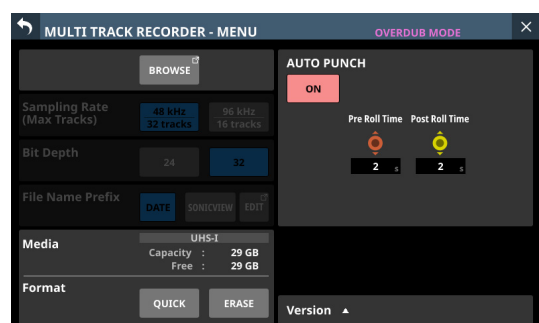 MULTI TRACK RECORDER - MENU
OVERDUB MODE
BROWSE
Sampling Rate
(Max Tracks)
48 kHz
32 tracks
96 kHz
16 tracks
Bit Depth
24
32
File Name Prefix
DATE
SONICVIEW
EDIT
Media
UHS-I
Capacity : 29 GB
Free : 29 GB
Format
QUICK
ERASE
AUTO PUNCH
ON
Pre Roll Time
Post Roll Time
2 s
2 s
Version ▲